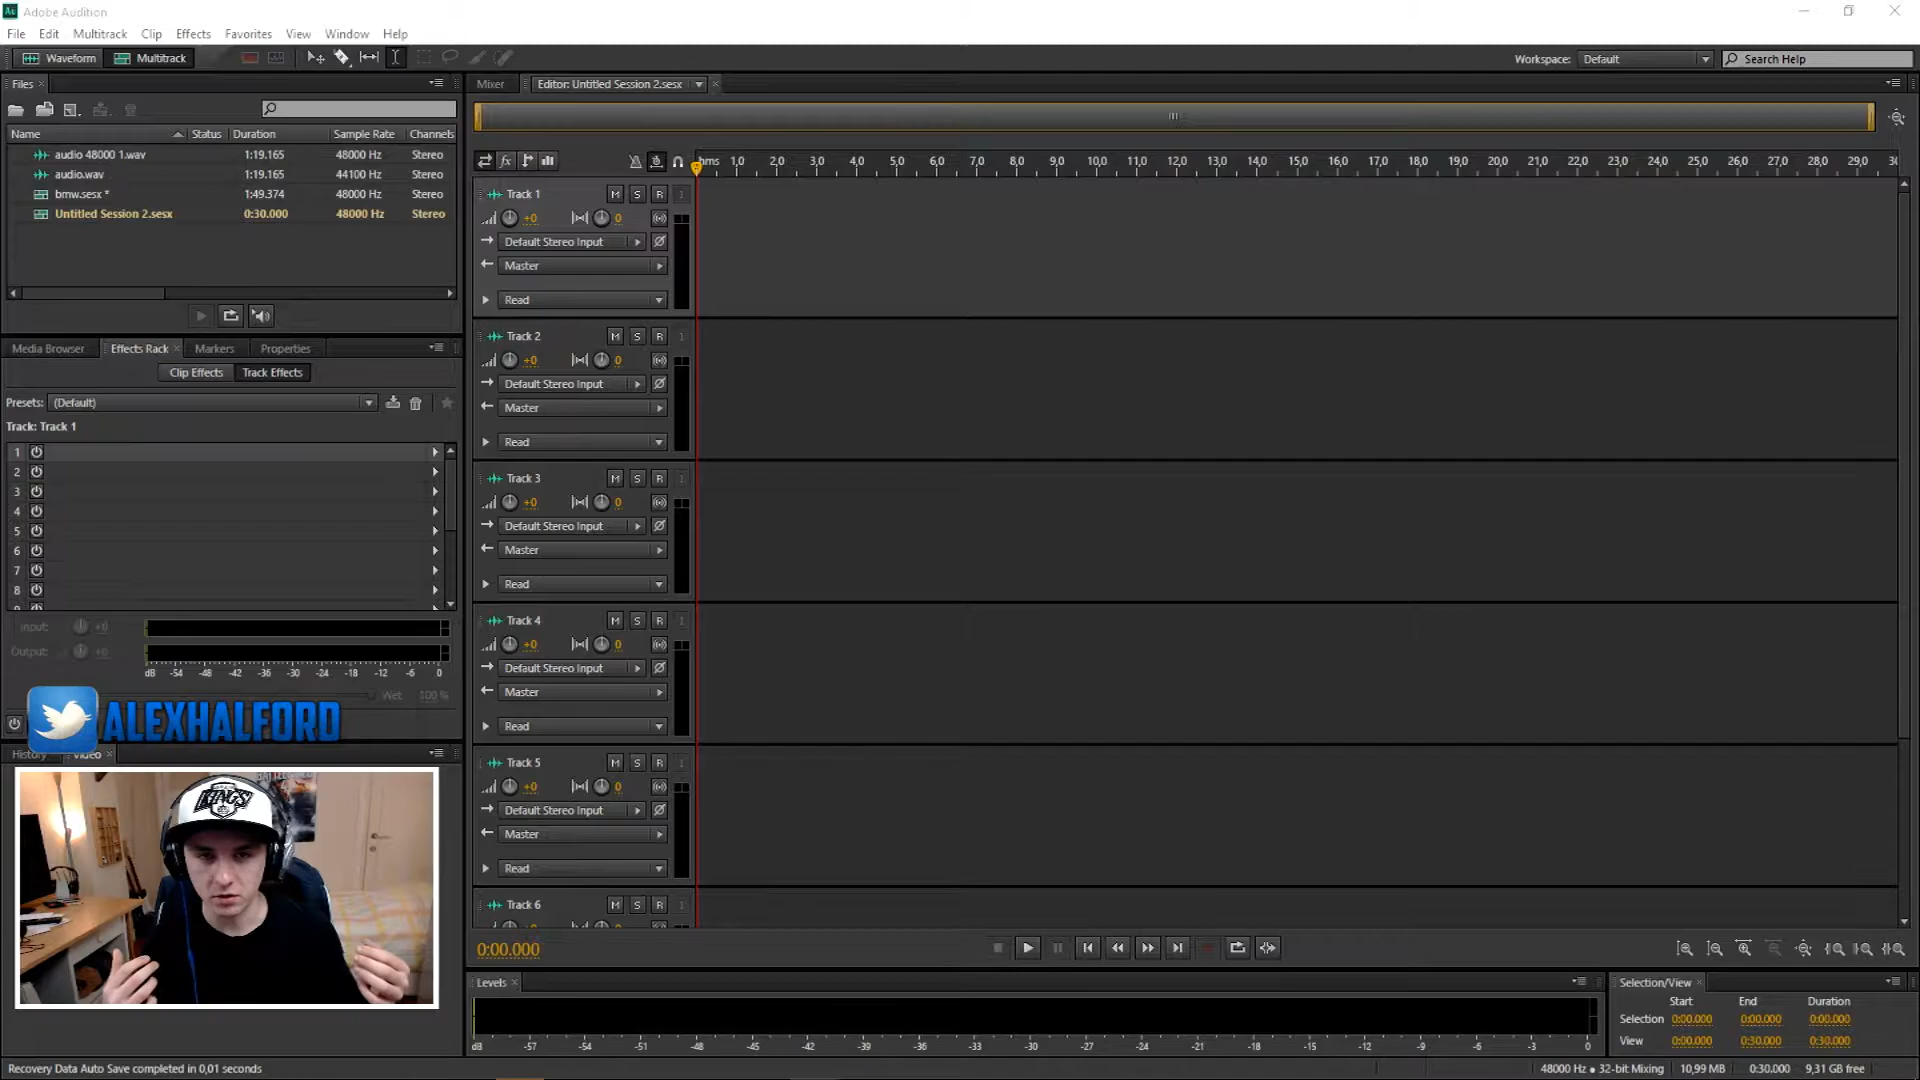 Adobe Audition
File Edit Multitrack Clip Effects Favorites View Window Help
Waveform Multitrack
Workspace: Default Search Help
Files
Name Status Duration Sample Rate Channels
audio 48000 1.wav 1:19.165 48000 Hz Stereo
audio.wav 1:19.165 44100 Hz Stereo
bmw.sesx * 1:49.374 48000 Hz Stereo
Untitled Session 2.sesx 0:30.000 48000 Hz Stereo
Media Browser Effects Rack Markers Properties
Clip Effects Track Effects
Presets: (Default)
Track: Track 1
1
2
3
4
5
6
7
8
Input: +0
Output: +0
dB -54 -48 -42 -36 -30 -24 -18 -12 -6 0
Wet 100 %
ALEXHALFORD
History Video
KINGS
Mixer Editor: Untitled Session 2.sesx
hms 1,0 2,0 3,0 4,0 5,0 6,0 7,0 8,0 9,0 10,0 11,0 12,0 13,0 14,0 15,0 16,0 17,0 18,0 19,0 20,0 21,0 22,0 23,0 24,0 25,0 26,0 27,0 28,0 29,0
Track 1 M S R
+0 0
Default Stereo Input
Master
Read
Track 2 M S R
+0 0
Default Stereo Input
Master
Read
Track 3 M S R
+0 0
Default Stereo Input
Master
Read
Track 4 M S R
+0 0
Default Stereo Input
Master
Read
Track 5 M S R
+0 0
Default Stereo Input
Master
Read
Track 6 M S R
0:00.000
Levels
dB -57 -54 -51 -48 -45 -42 -39 -36 -33 -30 -27 -24 -21 -18 -15 -12 -9 -6 -3 0
Selection/View
Start End Duration
Selection 0:00.000 0:00.000 0:00.000
View 0:00.000 0:30.000 0:30.000
Recovery Data Auto Save completed in 0,01 seconds
48000 Hz ● 32-bit Mixing 10,99 MB 0:30.000 9,31 GB free